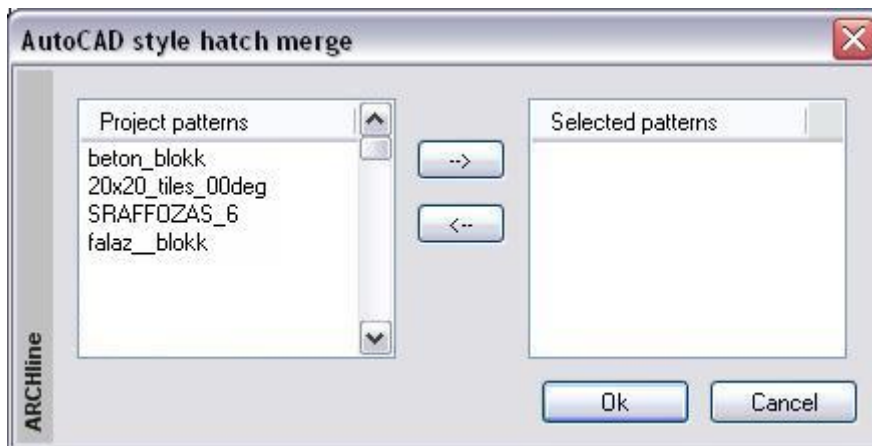 AutoCAD style hatch merge
Project patterns
beton_blokk
20x20_tiles_00deg
SRAFFOZAS_6
falaz__blokk
-->
<--
Selected patterns
Ok
Cancel
ARCHline